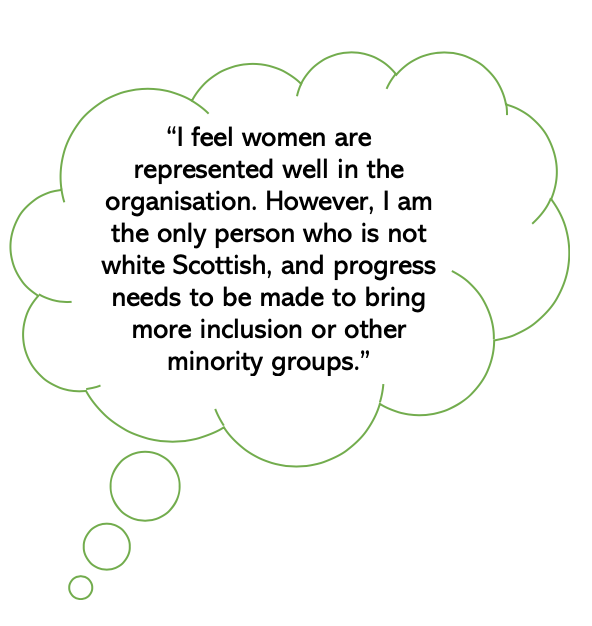 “I feel women are
represented well in the
organisation. However, I am
the only person who is not
white Scottish, and progress
needs to be made to bring
more inclusion or other
minority groups.”